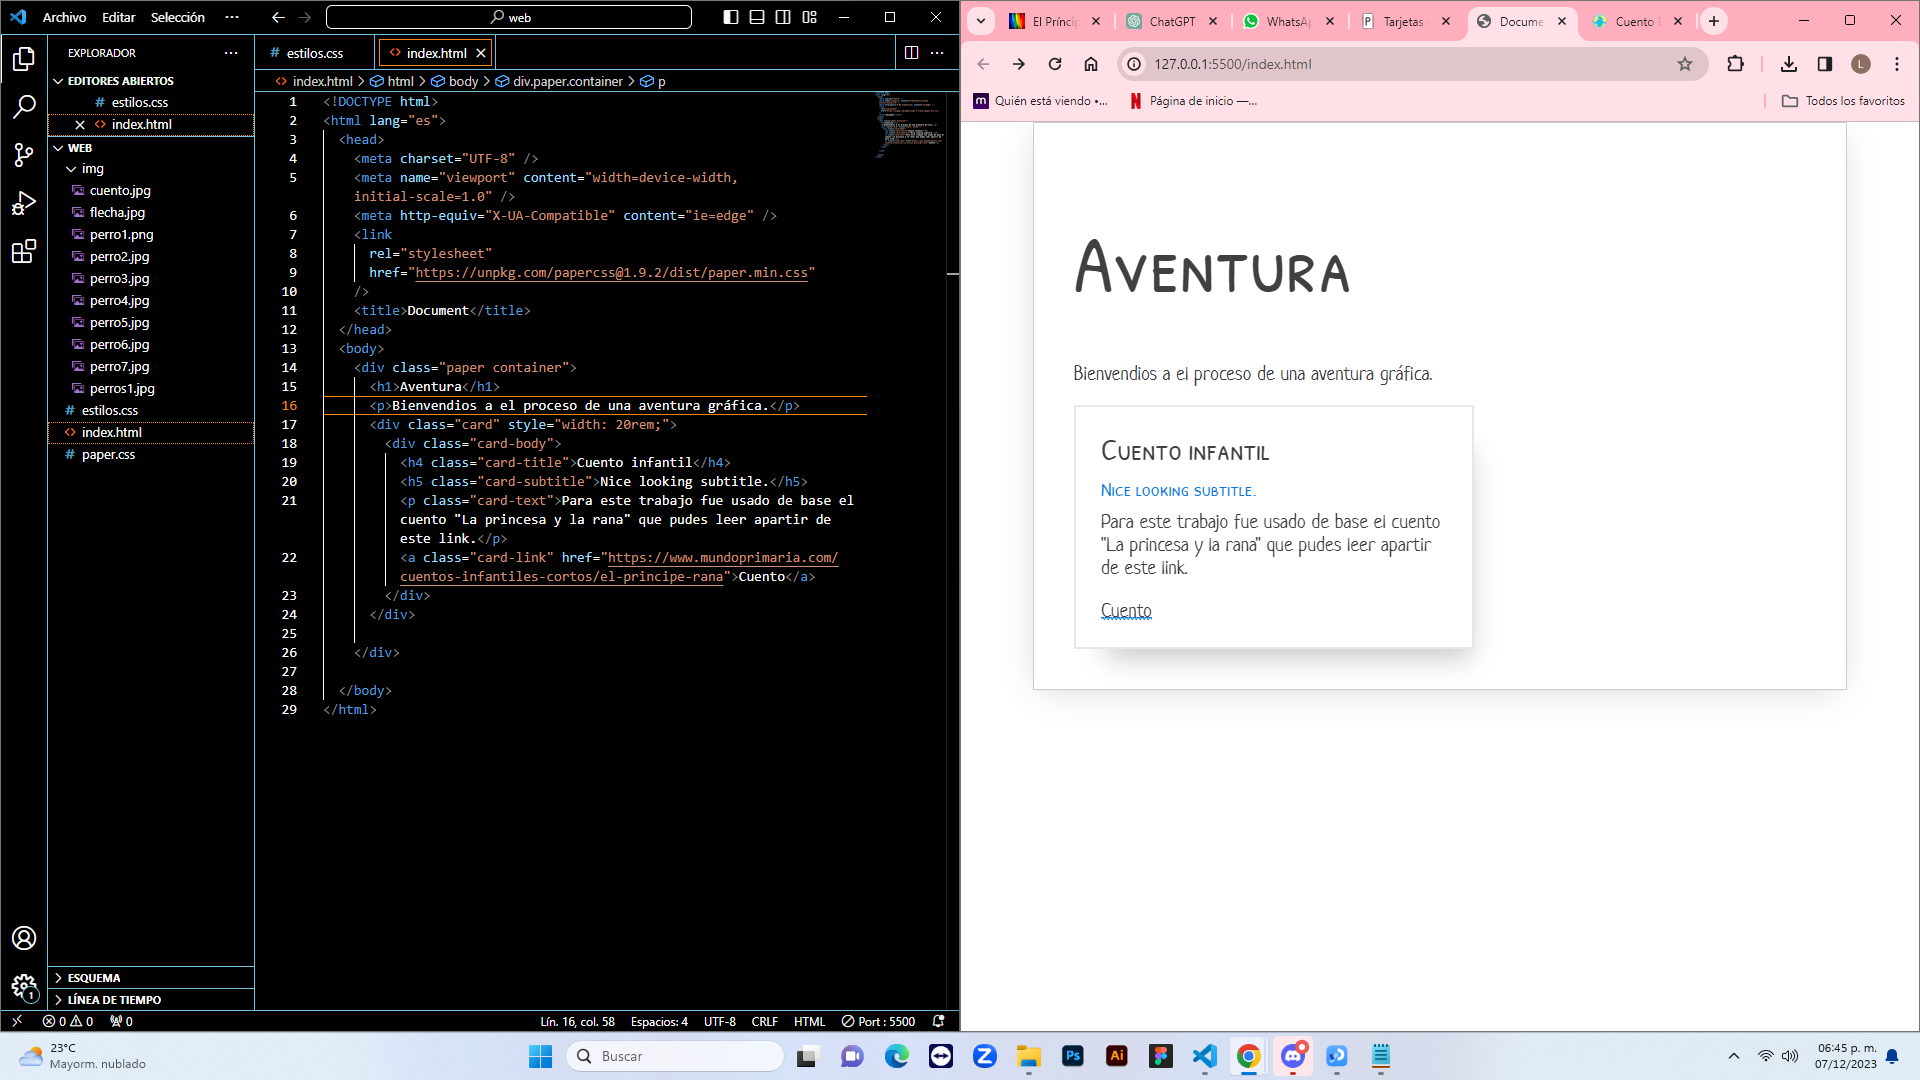 Archivo Editar Selección ··· web
EXPLORADOR
EDITORES ABIERTOS
# estilos.css
index.html
WEB
img
cuento.jpg
flecha.jpg
perro1.png
perro2.jpg
perro3.jpg
perro4.jpg
perro5.jpg
perro6.jpg
perro7.jpg
perros1.jpg
# estilos.css
<> index.html
# paper.css
ESQUEMA
LÍNEA DE TIEMPO
# estilos.css <> index.html
<> index.html > html > body > div.paper.container > p
1 <!DOCTYPE html>
2 <html lang="es">
3 <head>
4 <meta charset="UTF-8" />
5 <meta name="viewport" content="width=device-width,
initial-scale=1.0" />
6 <meta http-equiv="X-UA-Compatible" content="ie=edge" />
7 <link
8 rel="stylesheet"
9 href="https://unpkg.com/papercss@1.9.2/dist/paper.min.css"
10 />
11 <title>Document</title>
12 </head>
13 <body>
14 <div class="paper container">
15 <h1>Aventura</h1>
16 <p>Bienvendios a el proceso de una aventura gráfica.</p>
17 <div class="card" style="width: 20rem;">
18 <div class="card-body">
19 <h4 class="card-title">Cuento infantil</h4>
20 <h5 class="card-subtitle">Nice looking subtitle.</h5>
21 <p class="card-text">Para este trabajo fue usado de base el
cuento "La princesa y la rana" que pudes leer apartir de
este link.</p>
22 <a class="card-link" href="https://www.mundoprimaria.com/
cuentos-infantiles-cortos/el-principe-rana">Cuento</a>
23 </div>
24 </div>
25
26 </div>
27
28 </body>
29 </html>
0 0 0 Lín. 16, col. 58 Espacios: 4 UTF-8 CRLF HTML Port : 5500
El Prínci ChatGPT WhatsA Tarjetas Docume Cuento
127.0.0.1:5500/index.html
Quién está viendo •... Página de inicio —... Todos los favoritos
Aventura
Bienvendios a el proceso de una aventura gráfica.
Cuento infantil
Nice looking subtitle.
Para este trabajo fue usado de base el cuento
"La princesa y la rana" que pudes leer apartir
de este link.
Cuento
23°C
Mayorm. nublado
Buscar
06:45 p. m.
07/12/2023